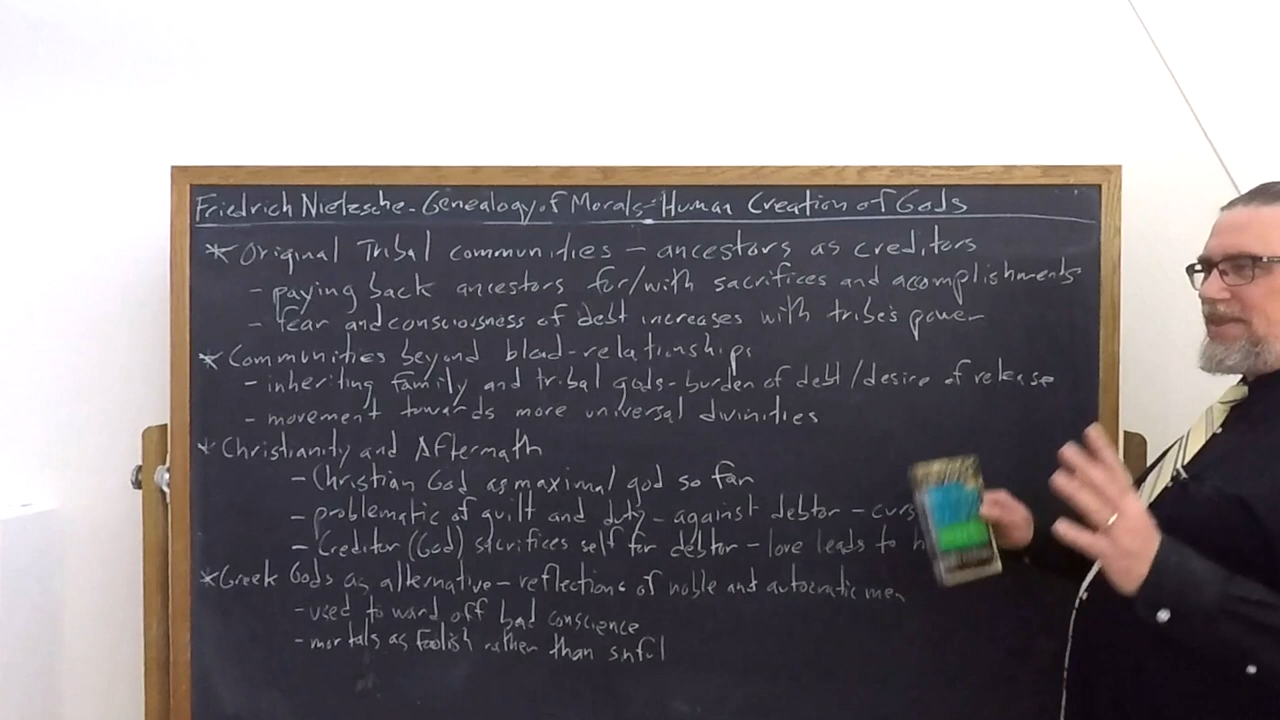 Friedrich Nietzsche - Genealogy of Morals - Human Creation of Gods
* Original Tribal communities - ancestors as creditors
- paying back ancestors for/with sacrifices and accomplishments
- fear and consciousness of debt increases with tribe's power
* Communities beyond blood-relationships
- inheriting family and tribal gods - burden of debt/desire of release
- movement towards more universal divinities
* Christianity and Aftermath
- Christian God as maximal god so far
- problematic of guilt and duty - against debtor -
- Creditor (God) sacrifices self for debtor - love leads to
* Greek Gods as alternative - reflections of noble and autocratic men
- used to ward off bad conscience
- mortals as foolish rather than sinful